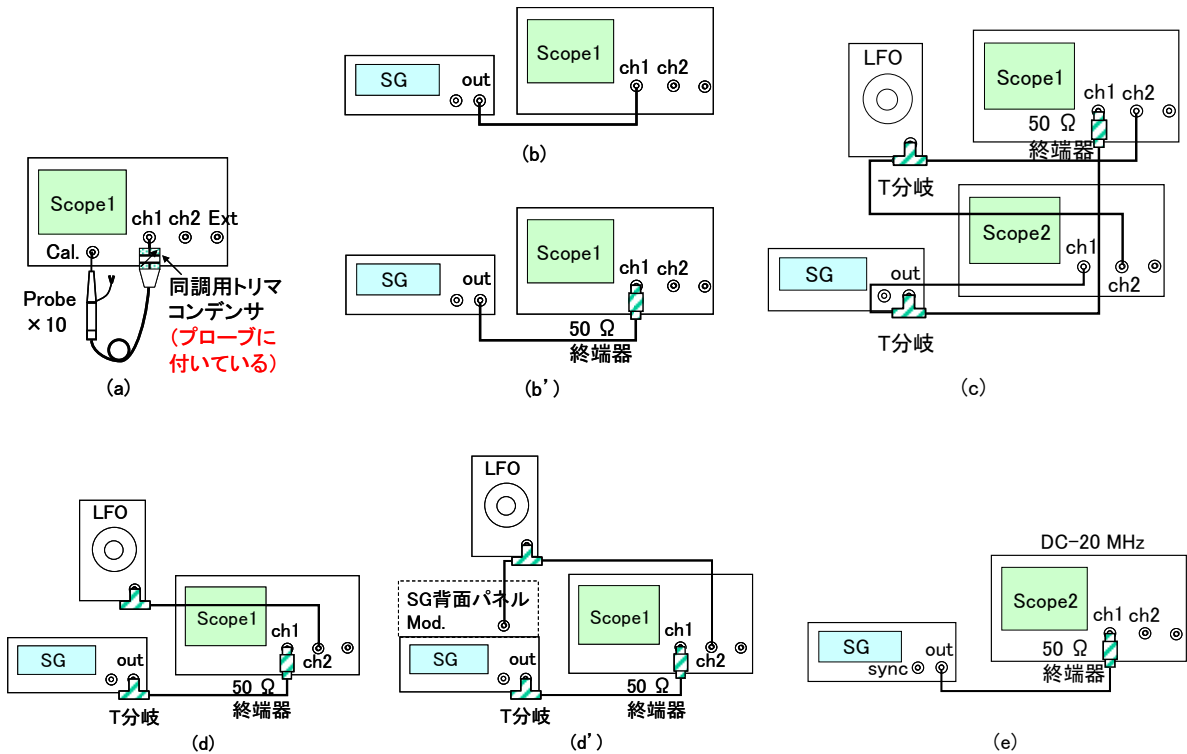 Scope1
ch1 ch2 Ext
Cal.
Probe
×10
同調用トリマ
コンデンサ
(プローブに
付いている)
(a)
SG
out
Scope1
ch1
ch2
(b)
SG
out
Scope1
ch1
ch2
50 Ω
終端器
(b')
LFO
T分岐
Scope1
ch1 ch2
50 Ω
終端器
Scope2
ch1
ch2
SG
out
T分岐
(c)
LFO
Scope1
ch1
ch2
SG
out
T分岐
50 Ω
終端器
(d)
LFO
SG背面パネル
Mod.
SG
out
T分岐
Scope1
ch1
ch2
50 Ω
終端器
(d')
DC-20 MHz
Scope2
ch1 ch2
SG
sync
out
50 Ω
終端器
(e)